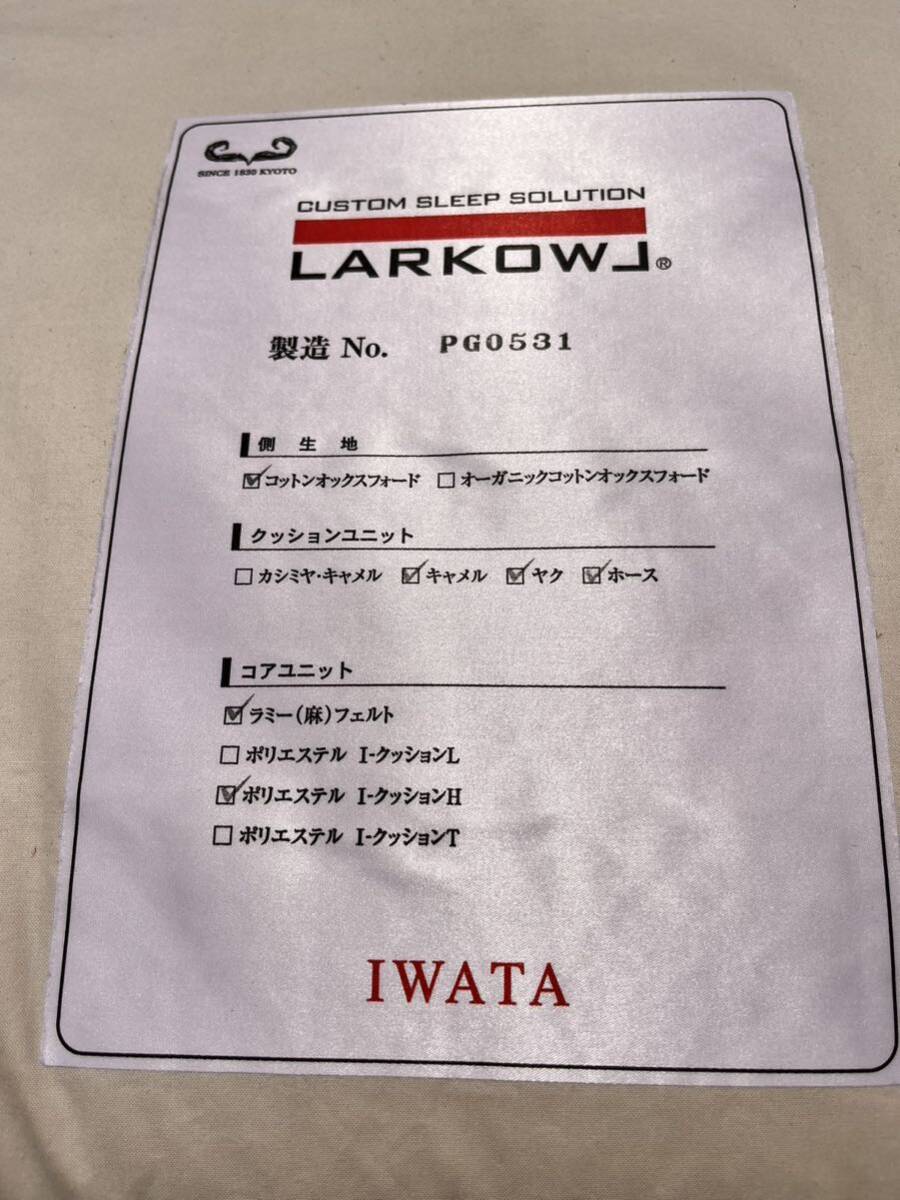 SINCE 1830 KYOTO
CUSTOM SLEEP SOLUTION
LARKOWL®
製造 No. PG0531
側生地
☑コットンオックスフォード ☐オーガニックコットンオックスフォード
クッションユニット
☐カシミヤ・キャメル ☑キャメル ☑ヤク ☑ホース
コアユニット
☑ラミー(麻)フェルト
☐ポリエステル I-クッションL
☑ポリエステル I-クッションH
☐ポリエステル I-クッションT
IWATA